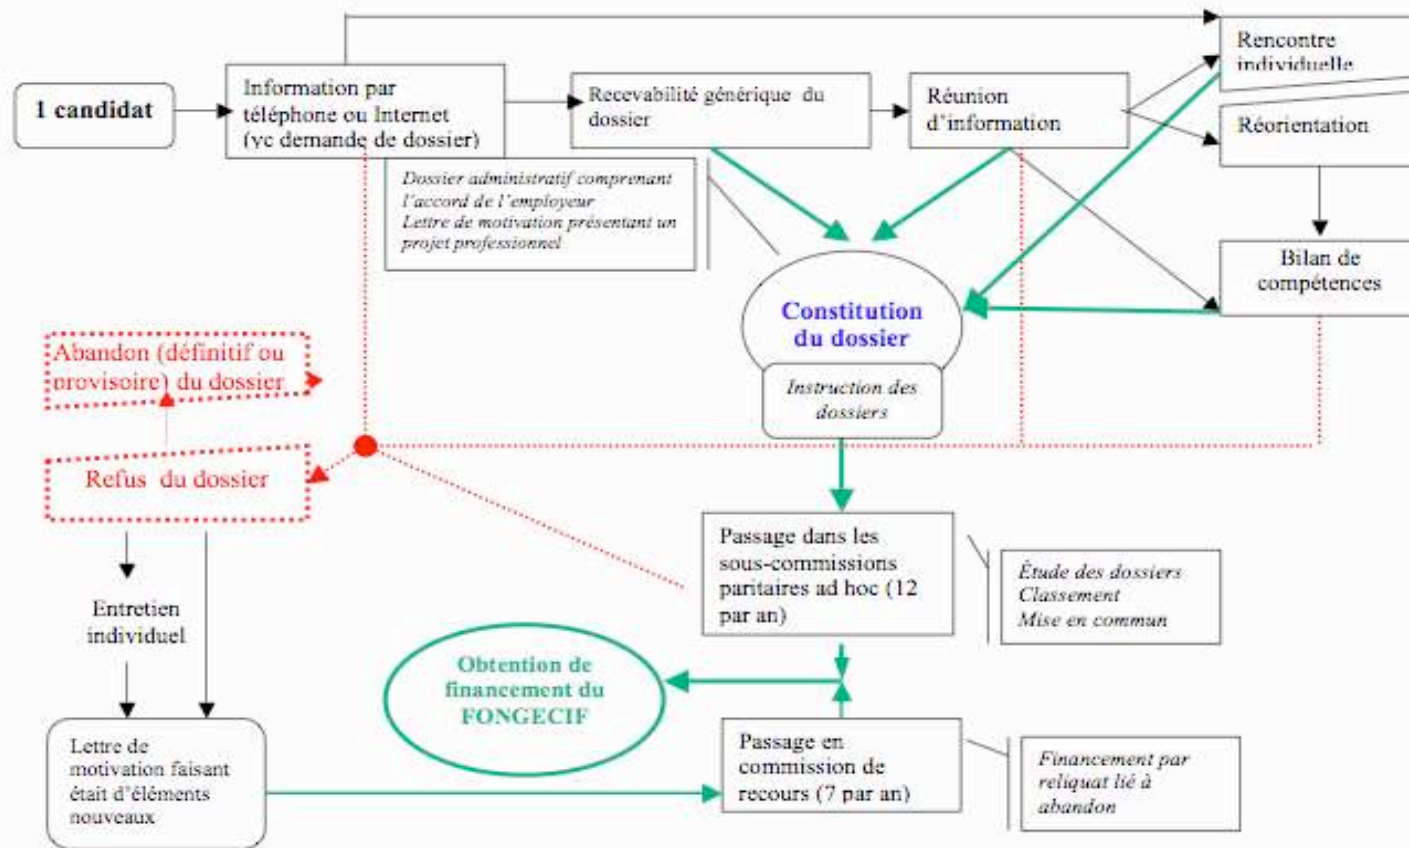 1 candidat
Information par
téléphone ou Internet
(yc demande de dossier)
Recevabilité générique du
dossier
Réunion
d'information
Rencontre
individuelle
Réorientation
Dossier administratif comprenant
l'accord de l'employeur
Lettre de motivation présentant un
projet professionnel
Bilan de
compétences
Constitution
du dossier
Instruction des
dossiers
Abandon (définitif ou
provisoire) du dossier
Refus du dossier
Passage dans les
sous-commissions
paritaires ad hoc (12
par an)
Étude des dossiers
Classement
Mise en commun
Entretien
individuel
Obtention de
financement du
FONGECIF
Lettre de
motivation faisant
était d'éléments
nouveaux
Passage en
commission de
recours (7 par an)
Financement par
reliquat lié à
abandon